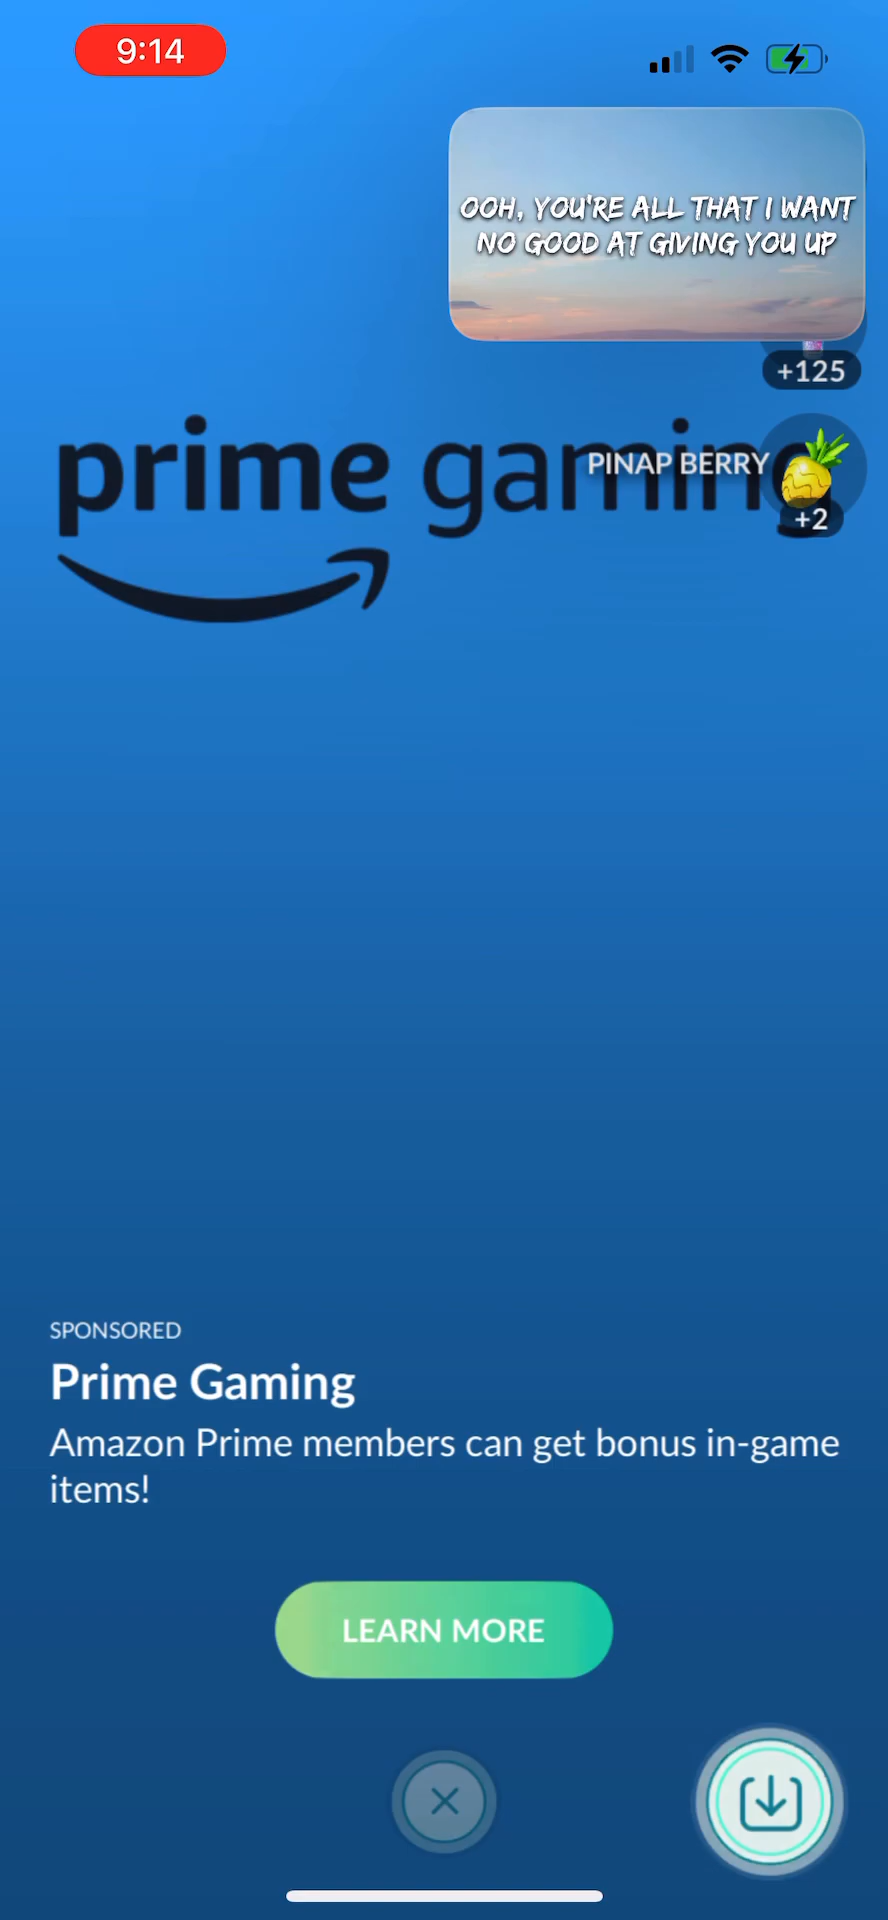 9:14
OOH, YOU'RE ALL THAT I WANT
NO GOOD AT GIVING YOU UP
+125
prime gaming
PINAP BERRY
+2
SPONSORED
Prime Gaming
Amazon Prime members can get bonus in-game
items!
LEARN MORE